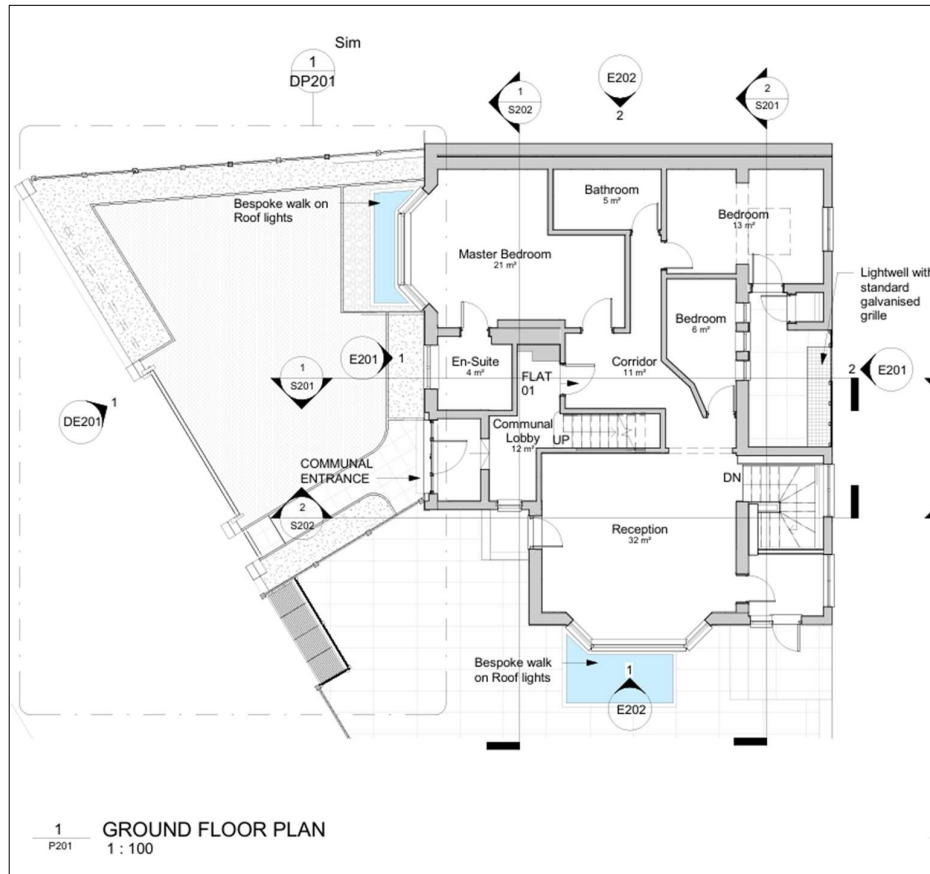 Sim
1
DP201
1
S202
E202
2
2
S201
Bespoke walk on
Roof lights
Bathroom
5 m²
Bedroom
13 m²
Master Bedroom
21 m²
Lightwell with
standard
galvanised
grille
Bedroom
6 m²
E201
1
En-Suite
4 m²
Corridor
11 m²
FLAT
01
1
S201
2
E201
DE201
1
Communal
Lobby
12 m²
UP
COMMUNAL
ENTRANCE
DN
2
S202
Reception
32 m²
Bespoke walk
on Roof lights
1
E202
1
P201
GROUND FLOOR PLAN
1 : 100